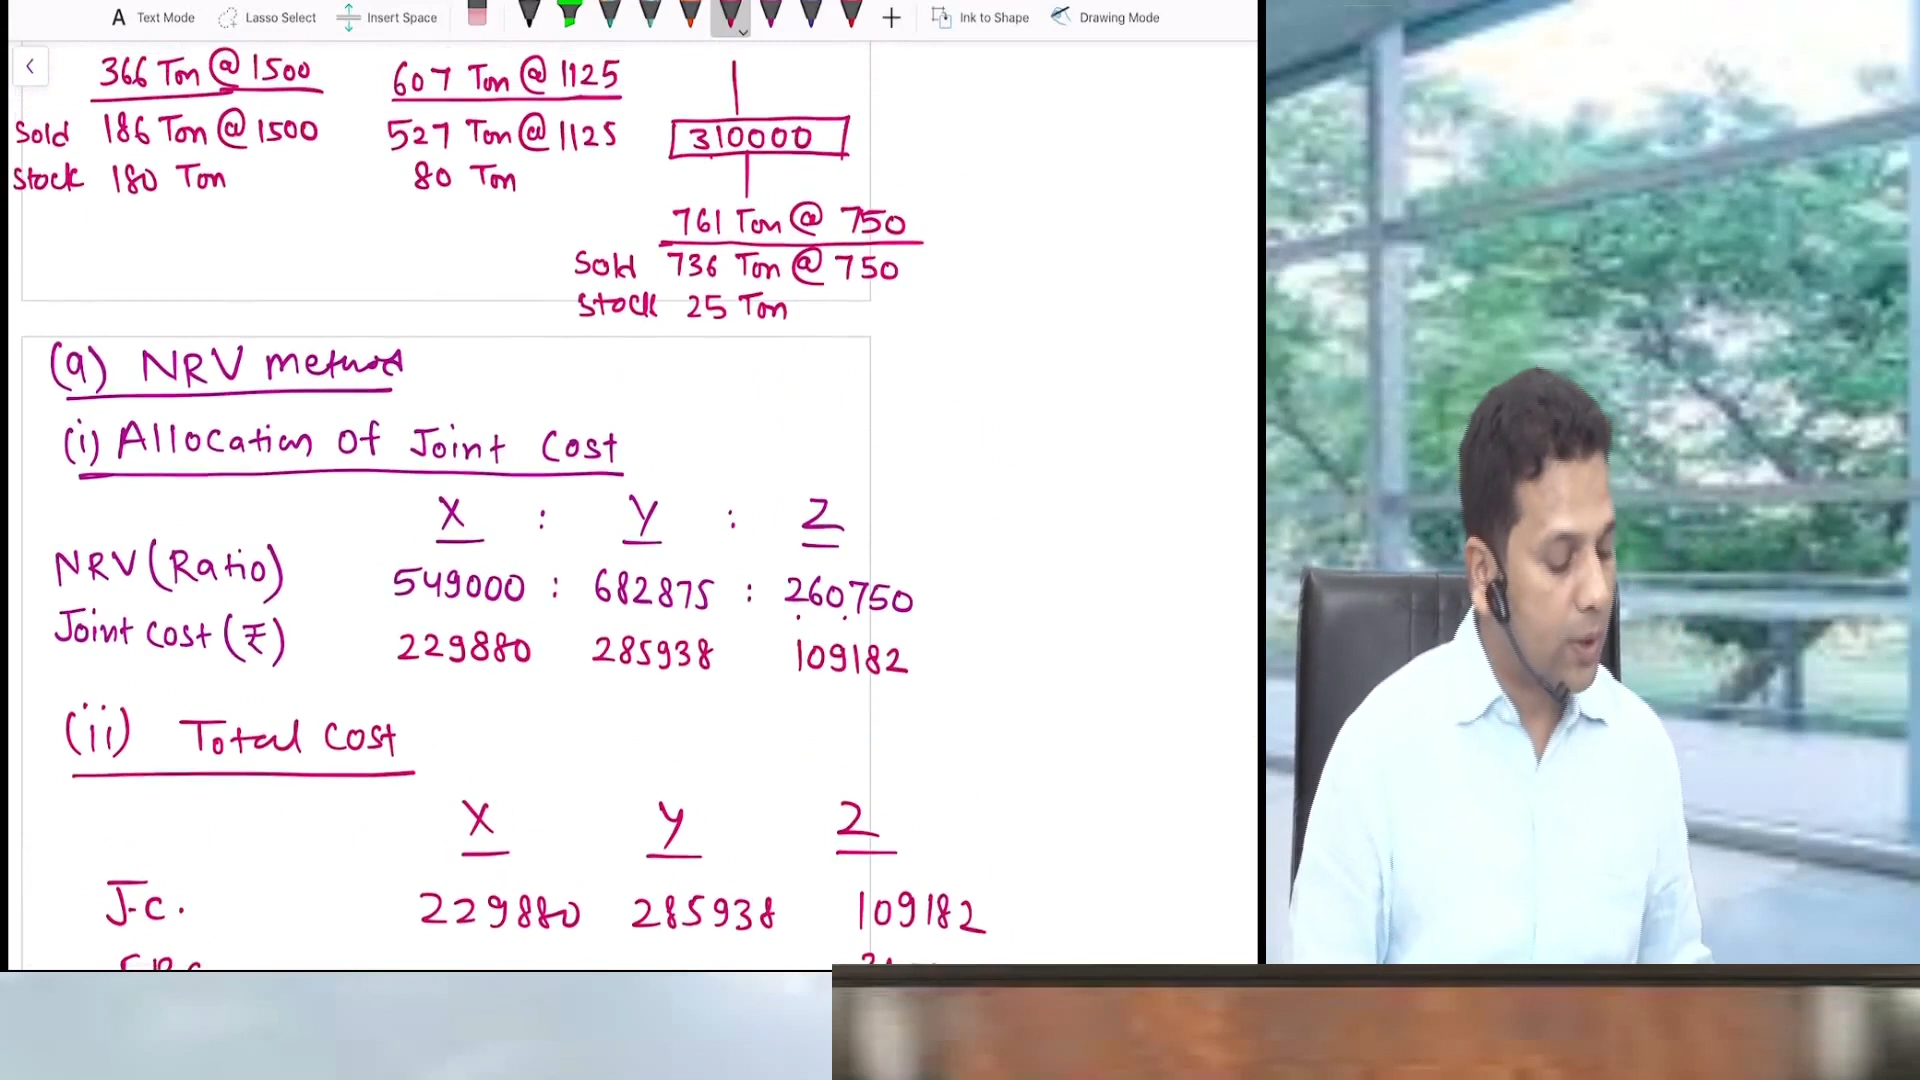 Text Mode Lasso Select Insert Space Ink to Shape Drawing Mode
366 Ton @ 1500 607 Ton @ 1125
Sold 186 Ton @ 1500 527 Ton @ 1125 310000
Stock 180 Ton 80 Ton
761 Ton @ 750
Sold 736 Ton @ 750
Stock 25 Ton
(a) NRV method
(i) Allocation of Joint Cost
X : Y : Z
NRV (Ratio) 549000 : 682875 : 260750
Joint Cost (₹) 229880 285938 109182
(ii) Total Cost
X Y Z
J.C. 229880 285938 109182